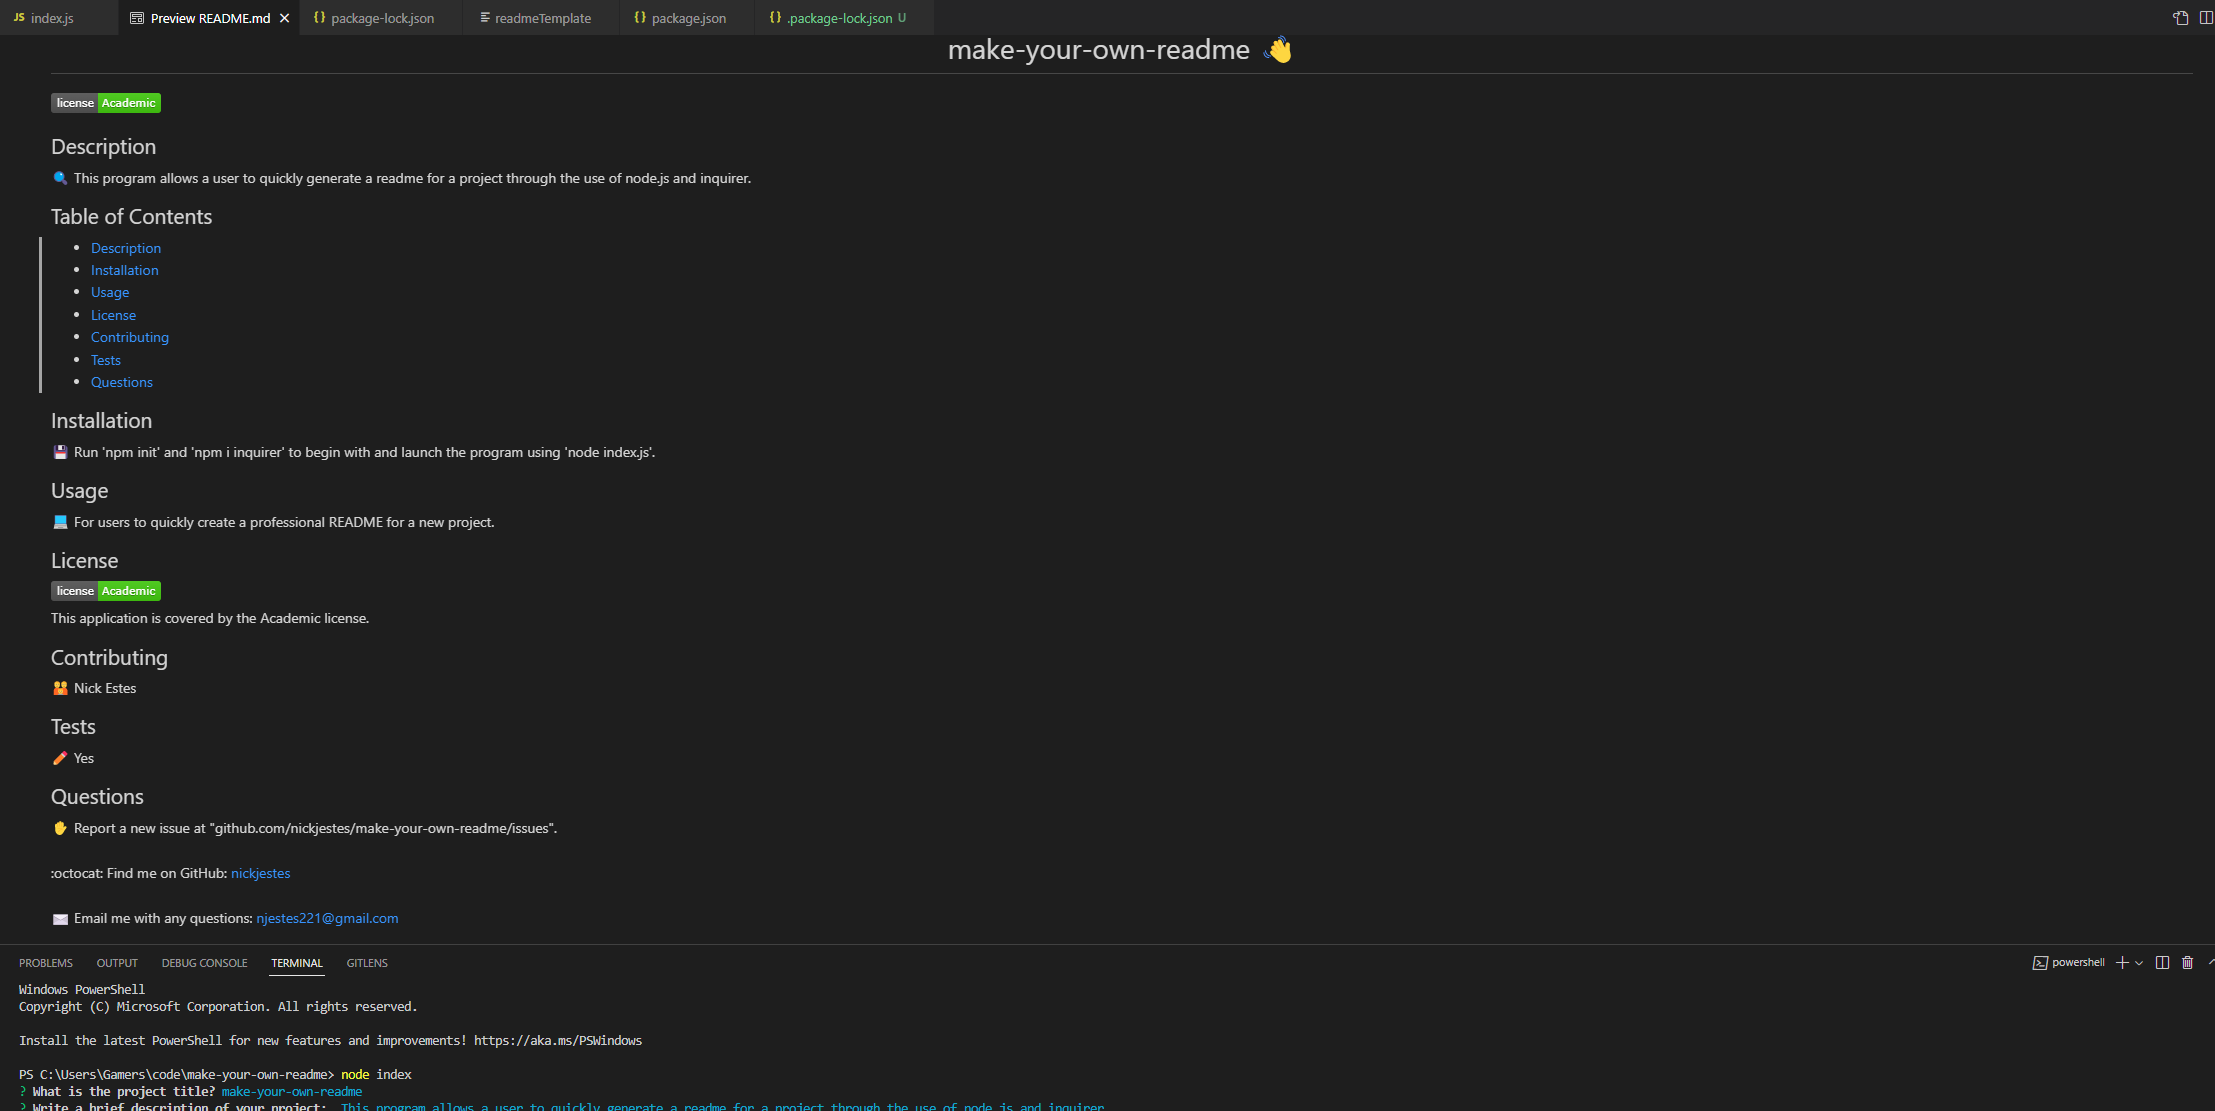 JS index.js Preview README.md {} package-lock.json readmeTemplate {} package.json {} .package-lock.json U
make-your-own-readme 👋
license Academic
Description
🔍 This program allows a user to quickly generate a readme for a project through the use of node.js and inquirer.
Table of Contents
• Description
• Installation
• Usage
• License
• Contributing
• Tests
• Questions
Installation
💾 Run 'npm init' and 'npm i inquirer' to begin with and launch the program using 'node index.js'.
Usage
💻 For users to quickly create a professional README for a new project.
License
license Academic
This application is covered by the Academic license.
Contributing
👪 Nick Estes
Tests
✏️ Yes
Questions
✋ Report a new issue at "github.com/nickjestes/make-your-own-readme/issues".
:octocat: Find me on GitHub: nickjestes
✉️ Email me with any questions: njestes221@gmail.com
PROBLEMS OUTPUT DEBUG CONSOLE TERMINAL GITLENS powershell
Windows PowerShell
Copyright (C) Microsoft Corporation. All rights reserved.
Install the latest PowerShell for new features and improvements! https://aka.ms/PSWindows
PS C:\Users\Gamers\code\make-your-own-readme> node index
? What is the project title? make-your-own-readme
? Write a brief description of your project: This program allows a user to quickly generate a readme for a project through the use of node.js and inquirer.